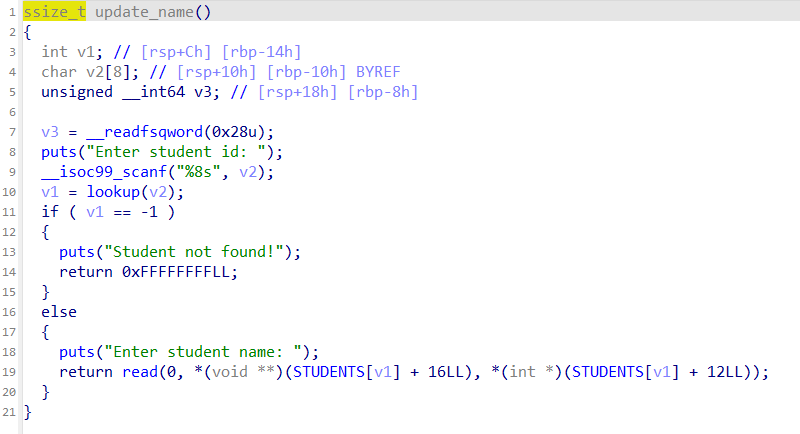 1 ssize_t update_name()
2 {
3   int v1; // [rsp+Ch] [rbp-14h]
4   char v2[8]; // [rsp+10h] [rbp-10h] BYREF
5   unsigned __int64 v3; // [rsp+18h] [rbp-8h]
6
7   v3 = __readfsqword(0x28u);
8   puts("Enter student id: ");
9   __isoc99_scanf("%8s", v2);
10   v1 = lookup(v2);
11   if ( v1 == -1 )
12   {
13     puts("Student not found!");
14     return 0xFFFFFFFFLL;
15   }
16   else
17   {
18     puts("Enter student name: ");
19     return read(0, *(void **)(STUDENTS[v1] + 16LL), *(int *)(STUDENTS[v1] + 12LL));
20   }
21 }